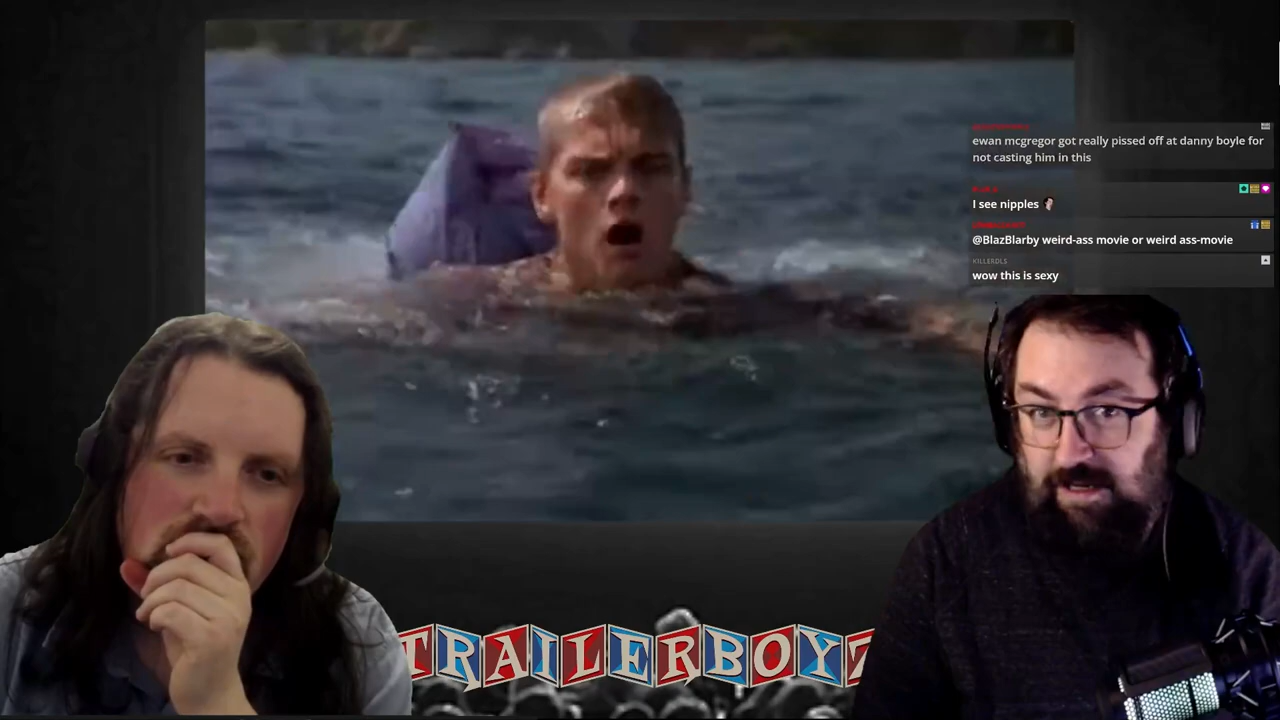 ewan mcgregor got really pissed off at danny boyle for
not casting him in this
I see nipples
@BlazBlarby weird-ass movie or weird ass-movie
KILLERDLS
wow this is sexy
TRAILERBOYZ